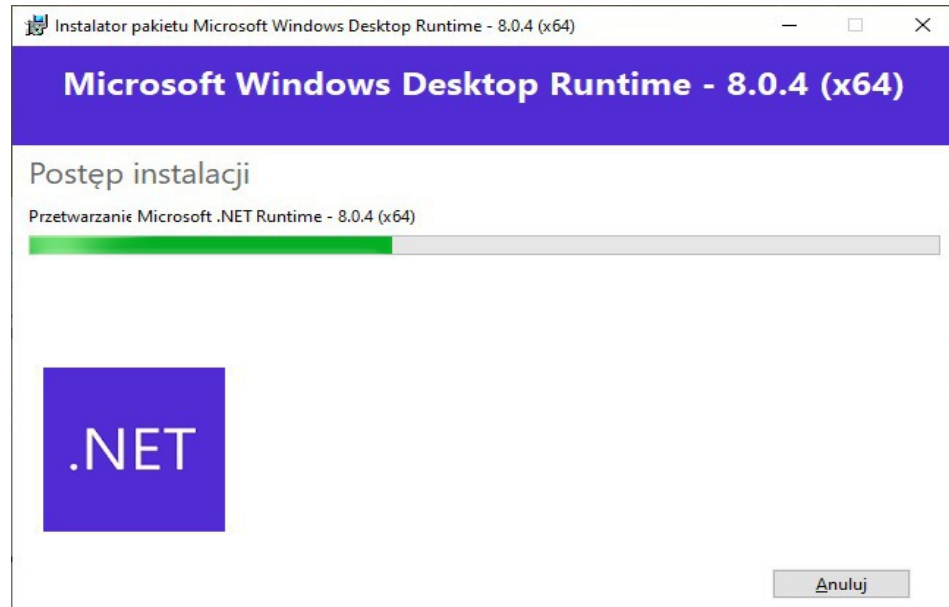 Instalator pakietu Microsoft Windows Desktop Runtime - 8.0.4 (x64)
Microsoft Windows Desktop Runtime - 8.0.4 (x64)
Postęp instalacji
Przetwarzanie Microsoft .NET Runtime - 8.0.4 (x64)
.NET
Anuluj